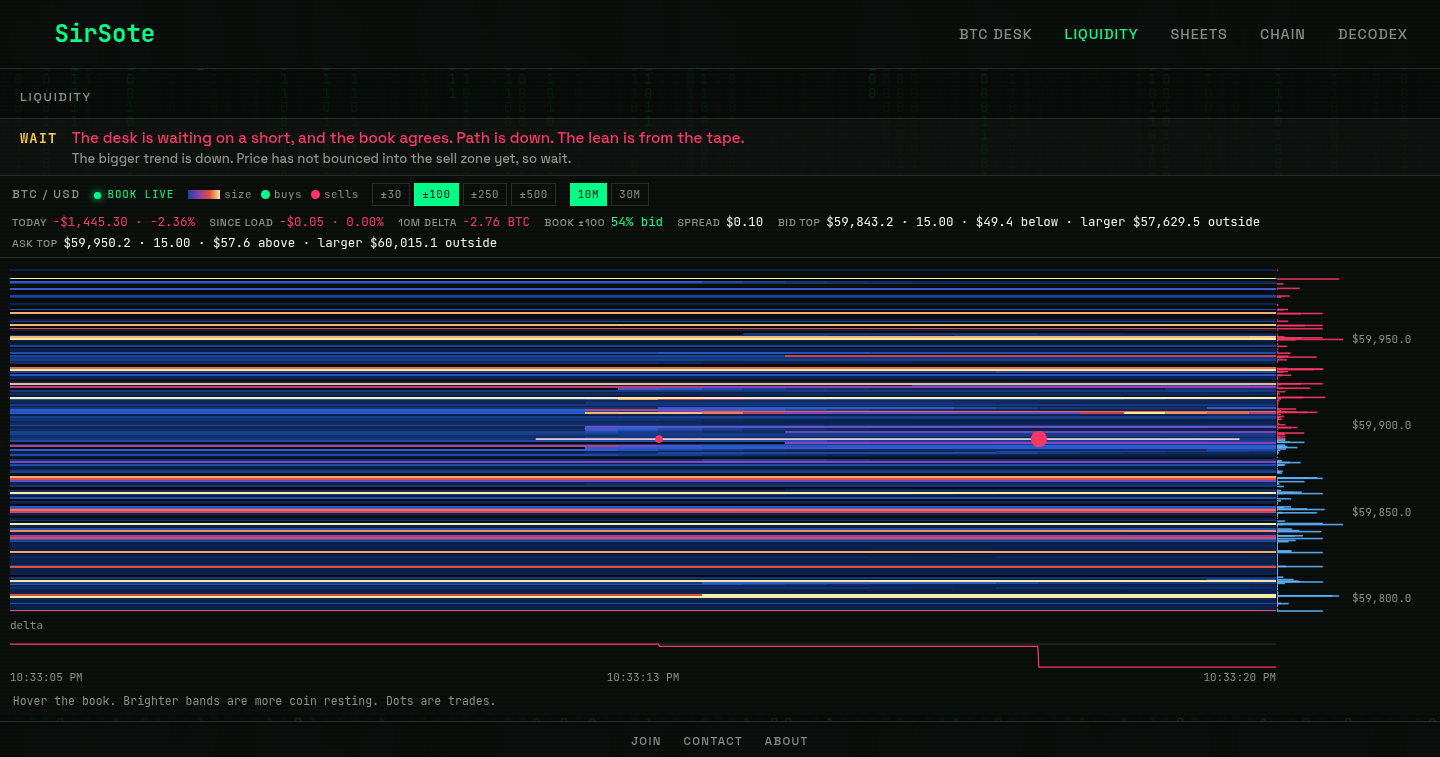 SirSote
BTC DESK LIQUIDITY SHEETS CHAIN DECODEX
LIQUIDITY
WAIT The desk is waiting on a short, and the book agrees. Path is down. The lean is from the tape.
The bigger trend is down. Price has not bounced into the sell zone yet, so wait.
BTC / USD BOOK LIVE size buys sells ±30 ±100 ±250 ±500 10M 30M
TODAY -$1,445.30 · -2.36% SINCE LOAD -$0.05 · 0.00% 10M DELTA -2.76 BTC BOOK ±100 54% bid SPREAD $0.10 BID TOP $59,843.2 · 15.00 · $49.4 below · larger $57,629.5 outside
ASK TOP $59,950.2 · 15.00 · $57.6 above · larger $60,015.1 outside
$59,950.0
$59,900.0
$59,850.0
$59,800.0
delta
10:33:05 PM 10:33:13 PM 10:33:20 PM
Hover the book. Brighter bands are more coin resting. Dots are trades.
JOIN CONTACT ABOUT